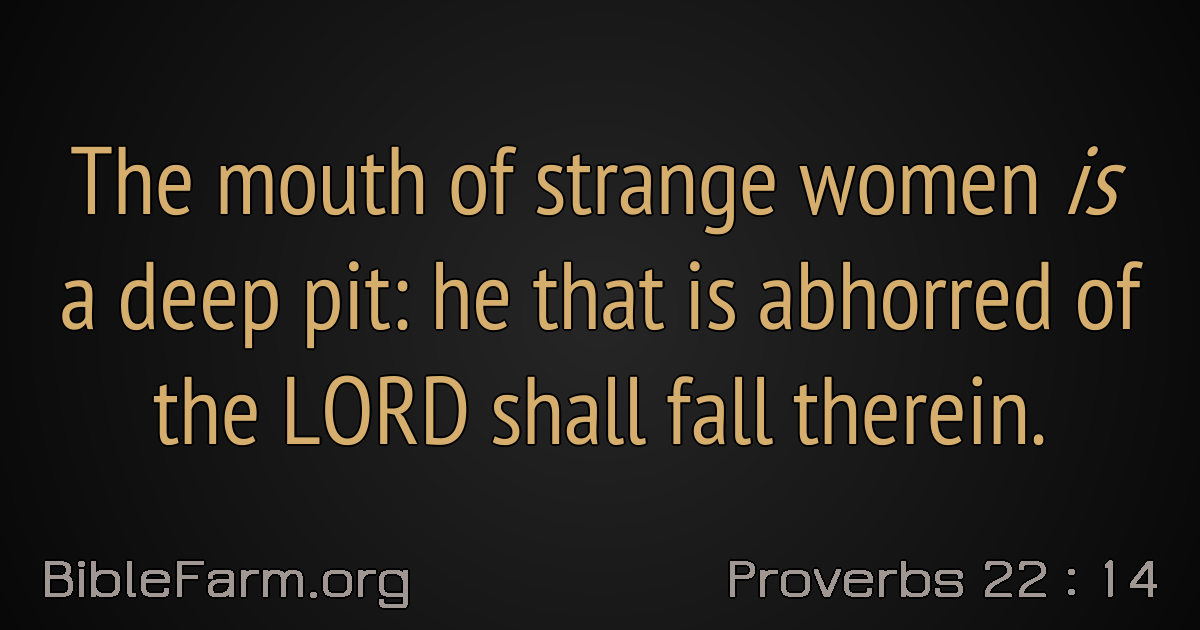 The mouth of strange women is
a deep pit: he that is abhorred of
the LORD shall fall therein.
BibleFarm.org
Proverbs 22 : 14